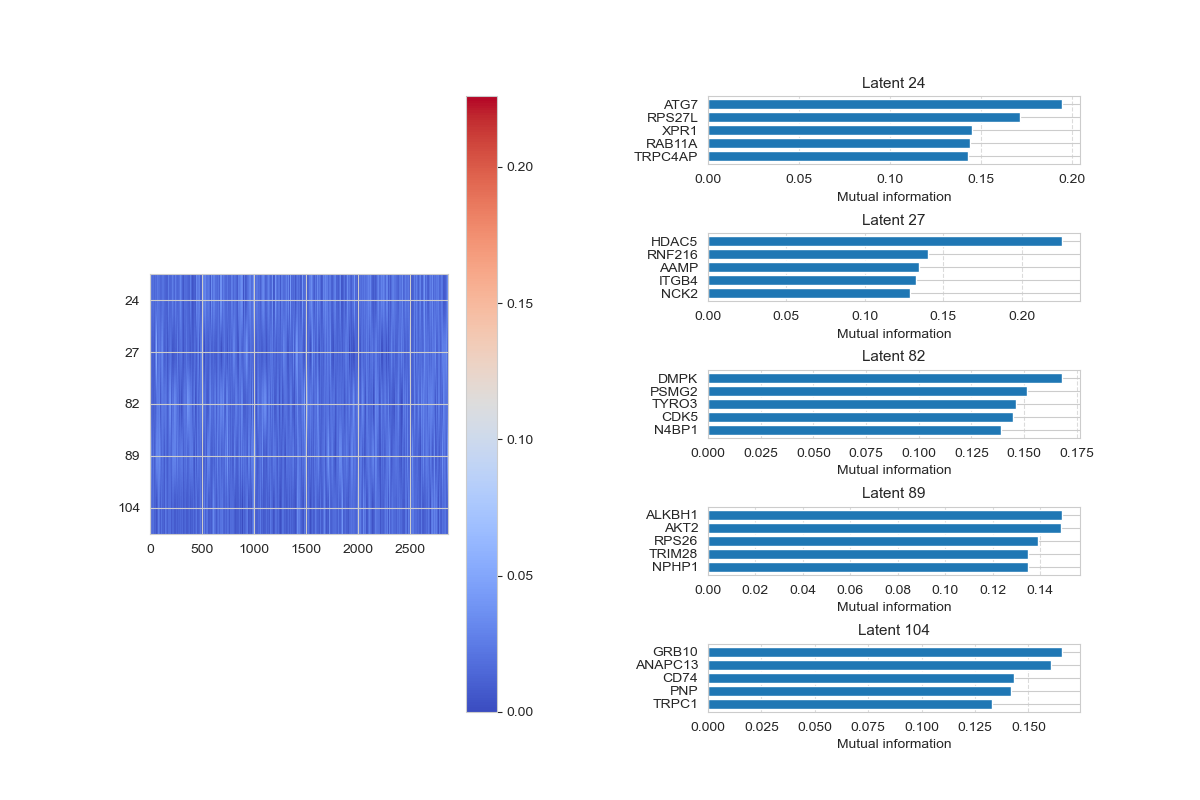 24
27
82
89
104
0 500 1000 1500 2000 2500
0.20
0.15
0.10
0.05
0.00
Latent 24
ATG7
RPS27L
XPR1
RAB11A
TRPC4AP
0.00 0.05 0.10 0.15 0.20
Mutual information
Latent 27
HDAC5
RNF216
AAMP
ITGB4
NCK2
0.00 0.05 0.10 0.15 0.20
Mutual information
Latent 82
DMPK
PSMG2
TYRO3
CDK5
N4BP1
0.000 0.025 0.050 0.075 0.100 0.125 0.150 0.175
Mutual information
Latent 89
ALKBH1
AKT2
RPS26
TRIM28
NPHP1
0.00 0.02 0.04 0.06 0.08 0.10 0.12 0.14
Mutual information
Latent 104
GRB10
ANAPC13
CD74
PNP
TRPC1
0.000 0.025 0.050 0.075 0.100 0.125 0.150
Mutual information